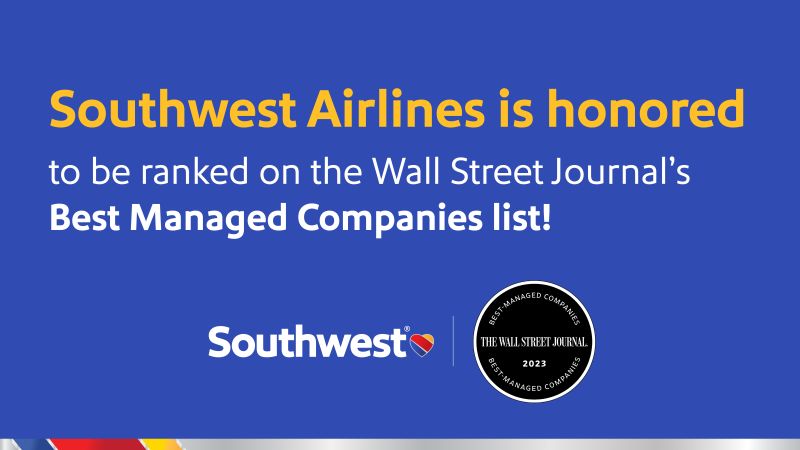 Southwest Airlines is honored
to be ranked on the Wall Street Journal's
Best Managed Companies list!
Southwest®
BEST-MANAGED COMPANIES
THE WALL STREET JOURNAL.
2023
BEST-MANAGED COMPANIES